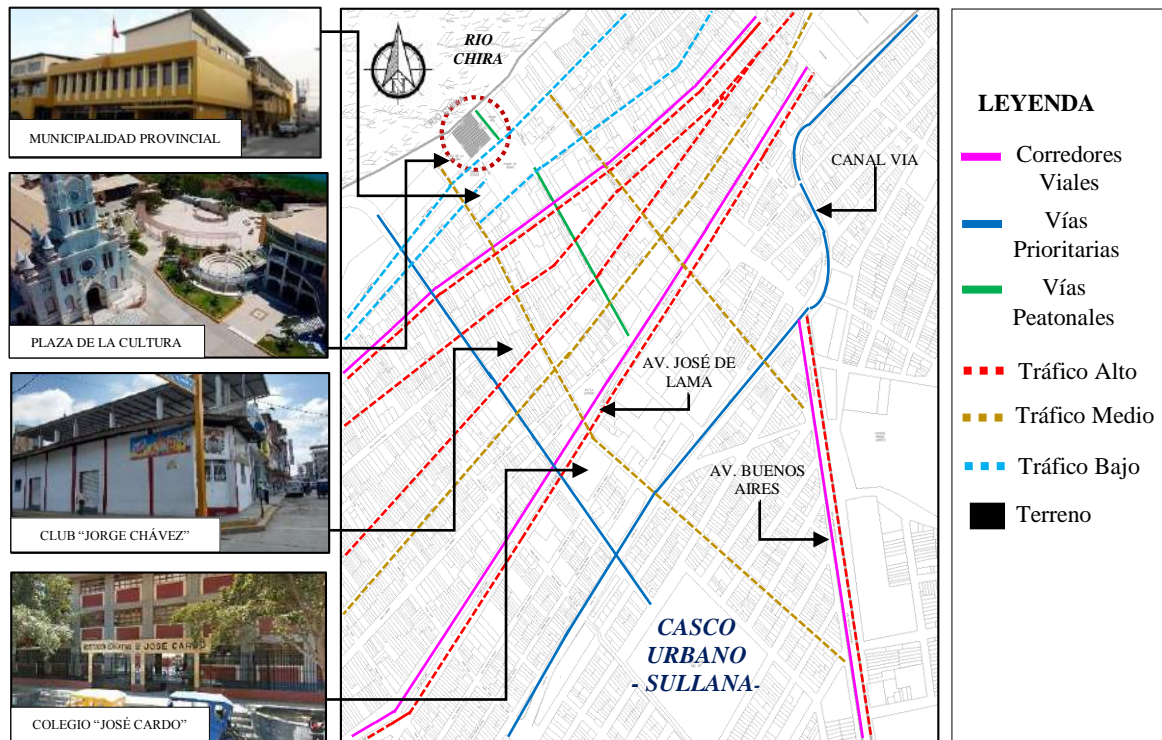 MUNICIPALIDAD PROVINCIAL
PLAZA DE LA CULTURA
CLUB “JORGE CHÁVEZ”
JOSÉ CARDO
COLEGIO “JOSÉ CARDO”
RIO
CHIRA
N
CANAL VIA
AV. JOSÉ DE
LAMA
AV. BUENOS
AIRES
CASCO
URBANO
- SULLANA-
LEYENDA
Corredores
Viales
Vías
Prioritarias
Vías
Peatonales
Tráfico Alto
Tráfico Medio
Tráfico Bajo
Terreno